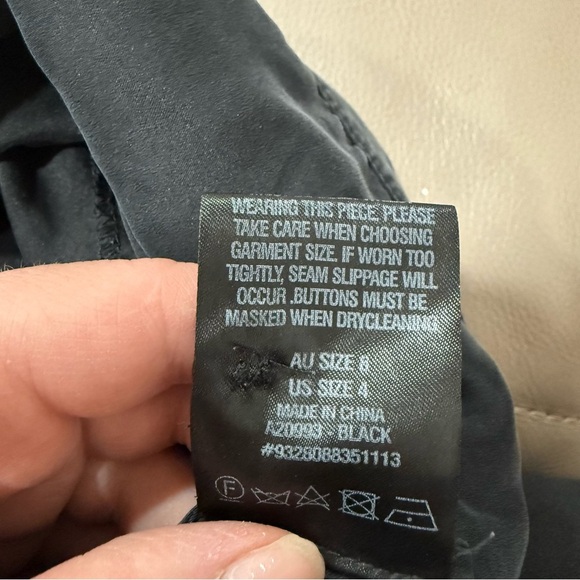 WEARING THIS PIECE, PLEASE
TAKE CARE WHEN CHOOSING
GARMENT SIZE. IF WORN TOO
TIGHTLY, SEAM SLIPPAGE WILL
OCCUR .BUTTONS MUST BE
MASKED WHEN DRYCLEANING
AU SIZE 8
US SIZE 4
MADE IN CHINA
A20993 - BLACK
#9328088351113
F